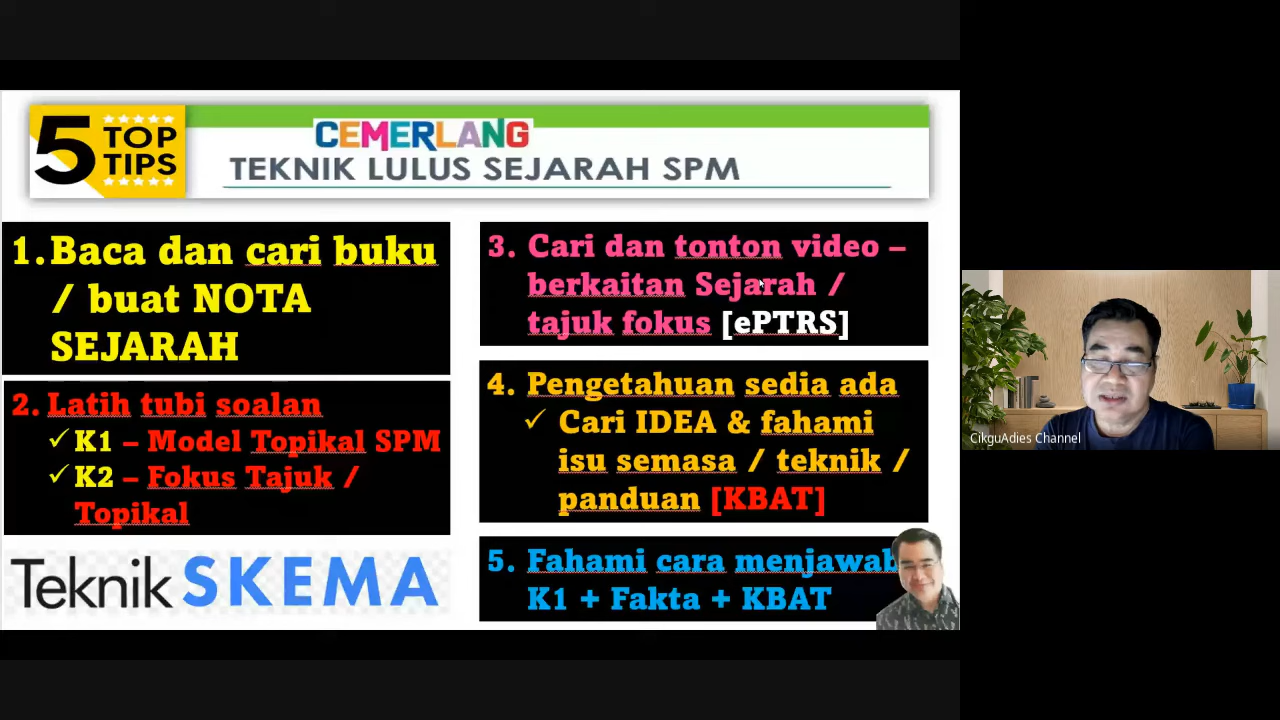 5 TOP
TIPS
CEMERLANG
TEKNIK LULUS SEJARAH SPM
1. Baca dan cari buku
/ buat NOTA
SEJARAH
2. Latih tubi soalan
✓ K1 – Model Topikal SPM
✓ K2 – Fokus Tajuk /
Topikal
Teknik SKEMA
3. Cari dan tonton video –
berkaitan Sejarah /
tajuk fokus [ePTRS]
4. Pengetahuan sedia ada
✓ Cari IDEA & fahami
isu semasa / teknik /
panduan [KBAT]
5. Fahami cara menjawab
K1 + Fakta + KBAT
CikguAdies Channel